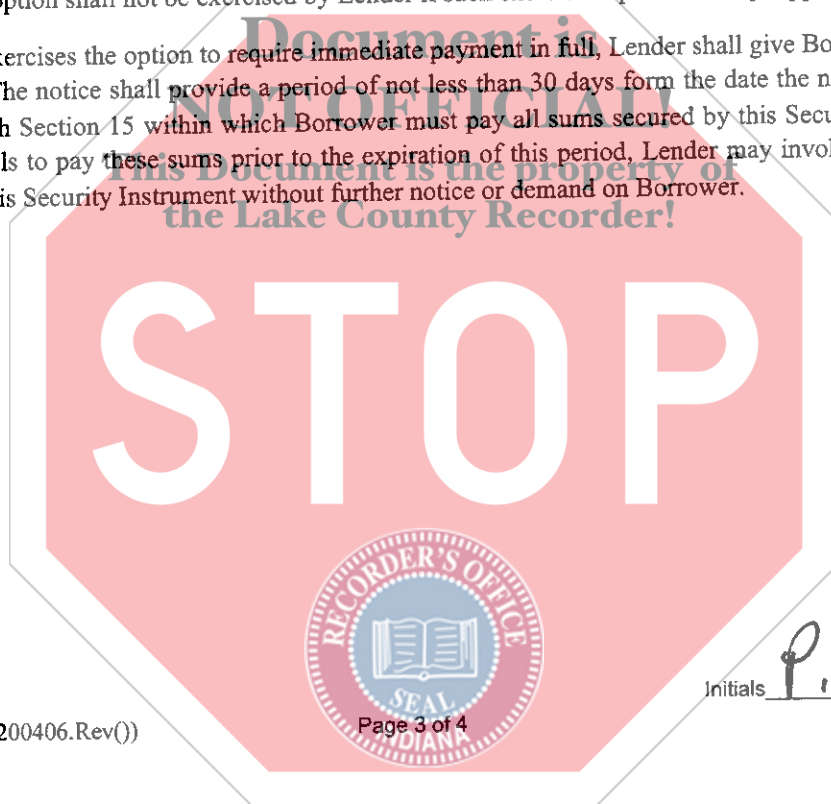 option shall not be exercised by Lender
Document is
ercises the option to require immediate payment in full, Lender shall give Bo
he notice shall provide a period of not less than 30 days form the date the n
NOT OFFICIAL!
h Section 15 within which Borrower must pay all sums secured by this Secu
ls to pay these sums prior to the expiration of this period, Lender may invo
This Document is the property of
is Security Instrument without further notice or demand on Borrower.
the Lake County Recorder!
STOP
RECORDER'S OFFICE
SEAL
INDIANA
Initials P.
200406.Rev())
Page 3 of 4